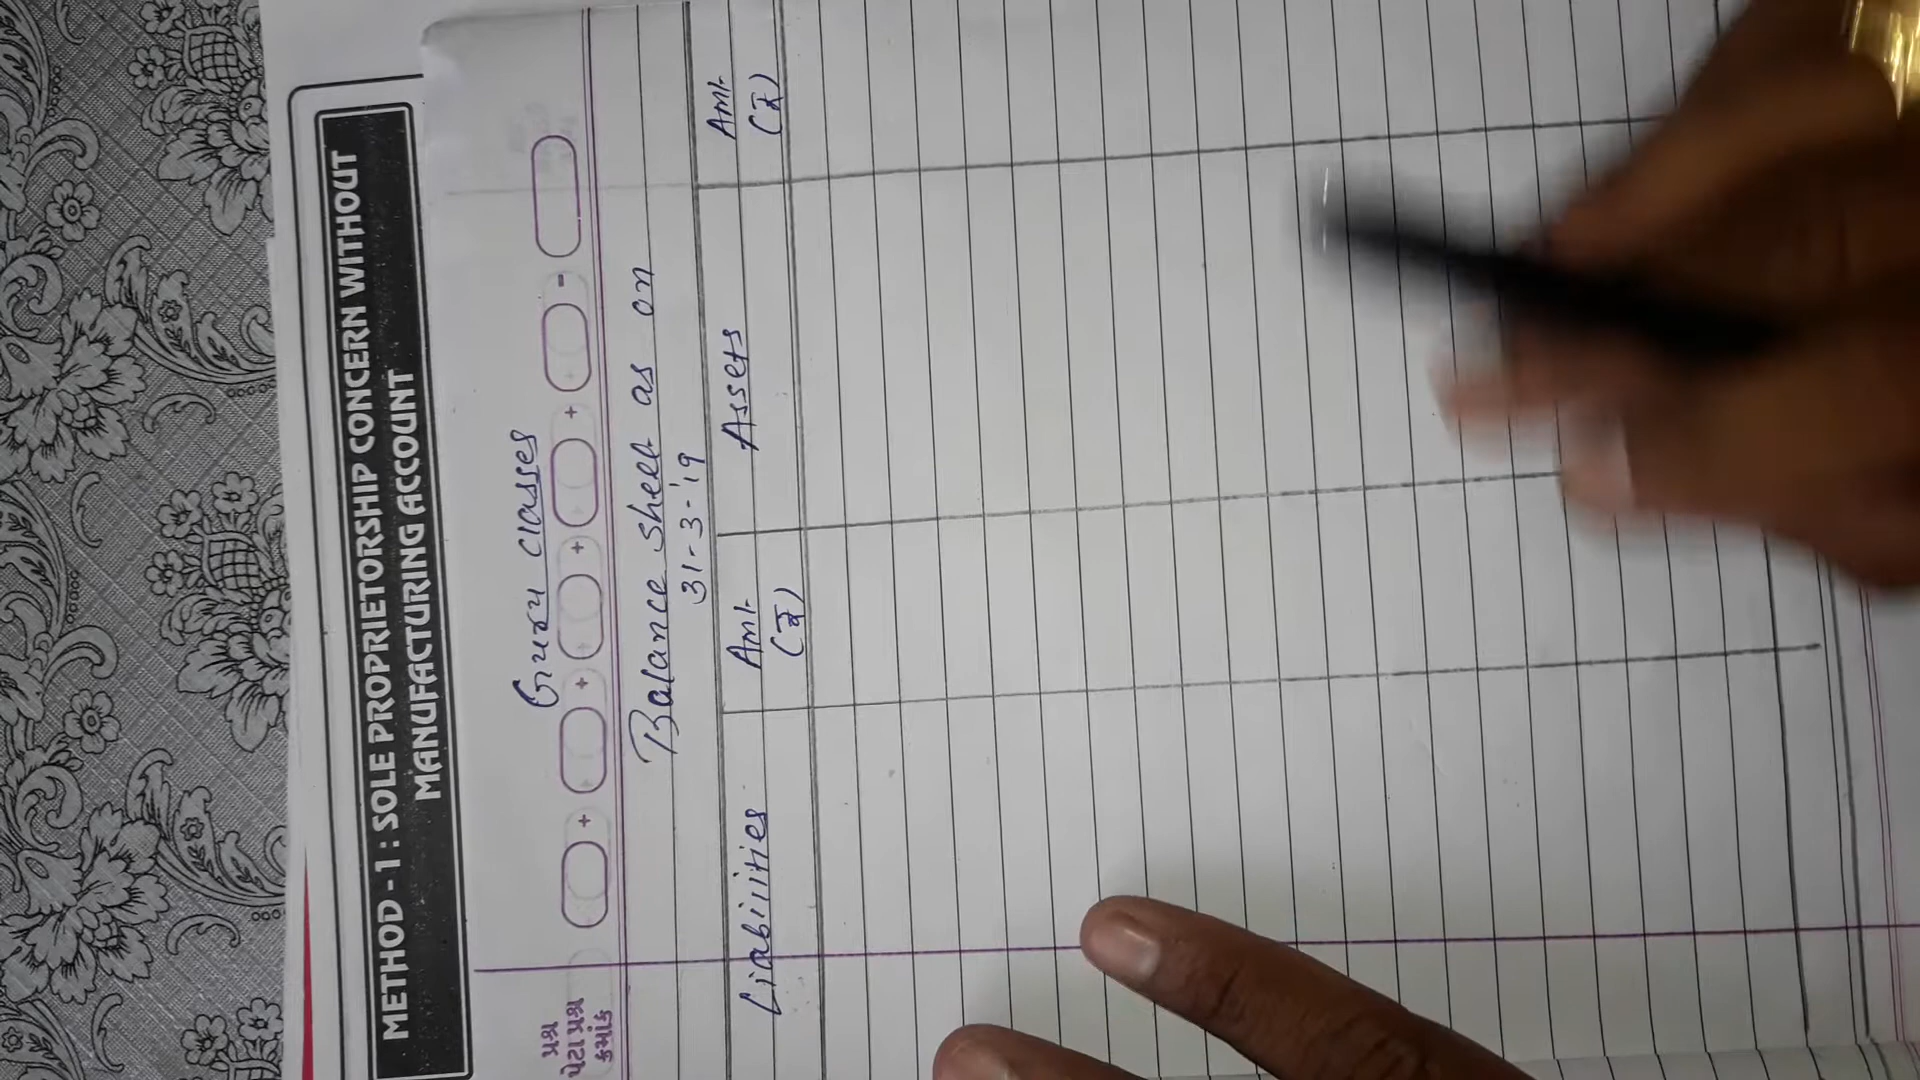 METHOD - 1 : SOLE PROPRIETORSHIP CONCERN WITHOUT
MANUFACTURING ACCOUNT
classes
+ + + + -
પ્રશ્ન
પેટા પ્રશ્ન
ક્રમાંક
Balance Sheet as on
31-3-'19
Liabilities Amt. (₹) Assets Amt. (₹)